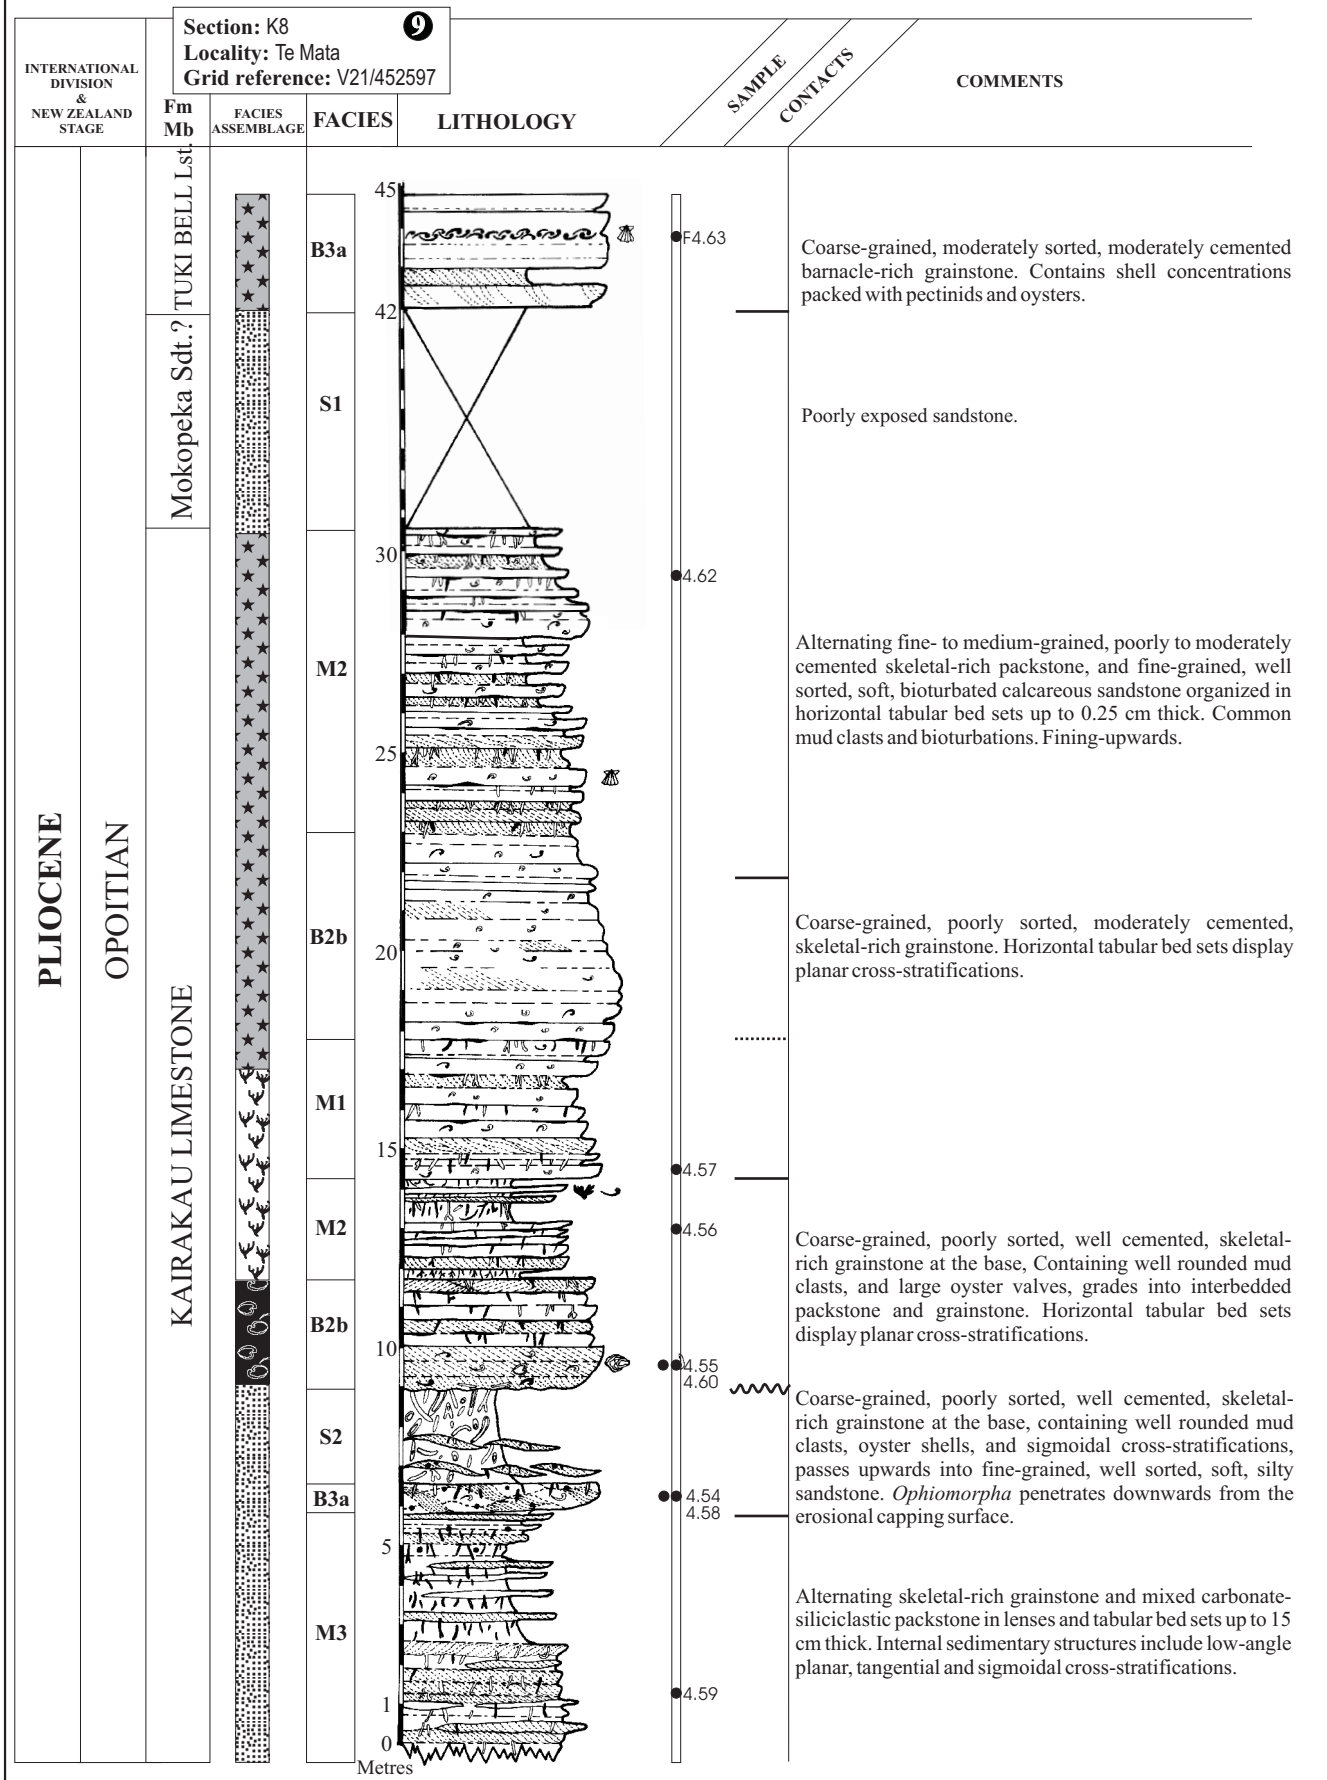 Section: K8
9
Locality: Te Mata
Grid reference: V21/452597
INTERNATIONAL
DIVISION
&
NEW ZEALAND
STAGE
Fm
Mb
FACIES
ASSEMBLAGE
FACIES
LITHOLOGY
SAMPLE
CONTACTS
COMMENTS
PLIOCENE
OPOITIAN
TUKI BELL Lst.
Mokopeka Sdt.?
KAIRAKAU LIMESTONE
B3a
S1
M2
B2b
M1
M2
B2b
S2
B3a
M3
45
42
30
25
20
15
10
5
1
0
Metres
F4.63
4.62
4.57
4.56
4.55
4.60
4.54
4.58
4.59
Coarse-grained, moderately sorted, moderately cemented
barnacle-rich grainstone. Contains shell concentrations
packed with pectinids and oysters.
Poorly exposed sandstone.
Alternating fine- to medium-grained, poorly to moderately
cemented skeletal-rich packstone, and fine-grained, well
sorted, soft, bioturbated calcareous sandstone organized in
horizontal tabular bed sets up to 0.25 cm thick. Common
mud clasts and bioturbations. Fining-upwards.
Coarse-grained, poorly sorted, moderately cemented,
skeletal-rich grainstone. Horizontal tabular bed sets display
planar cross-stratifications.
Coarse-grained, poorly sorted, well cemented, skeletal-
rich grainstone at the base, Containing well rounded mud
clasts, and large oyster valves, grades into interbedded
packstone and grainstone. Horizontal tabular bed sets
display planar cross-stratifications.
Coarse-grained, poorly sorted, well cemented, skeletal-
rich grainstone at the base, containing well rounded mud
clasts, oyster shells, and sigmoidal cross-stratifications,
passes upwards into fine-grained, well sorted, soft, silty
sandstone. Ophiomorpha penetrates downwards from the
erosional capping surface.
Alternating skeletal-rich grainstone and mixed carbonate-
siliciclastic packstone in lenses and tabular bed sets up to 15
cm thick. Internal sedimentary structures include low-angle
planar, tangential and sigmoidal cross-stratifications.